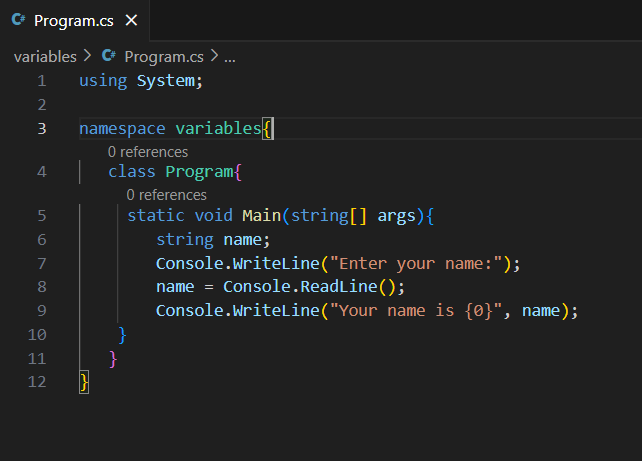 C# Program.cs ×
variables > C# Program.cs > ...
1 using System;
2
3 namespace variables{
0 references
4 class Program{
0 references
5 static void Main(string[] args){
6 string name;
7 Console.WriteLine("Enter your name:");
8 name = Console.ReadLine();
9 Console.WriteLine("Your name is {0}", name);
10 }
11 }
12 }